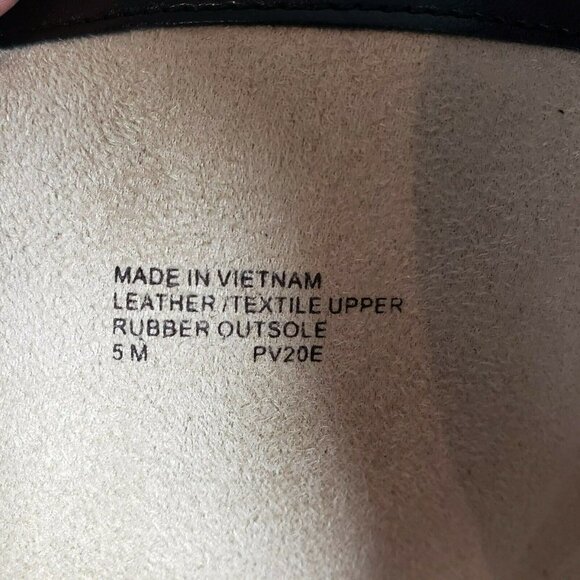 MADE IN VIETNAM
LEATHER/TEXTILE UPPER
RUBBER OUTSOLE
5 M PV20E